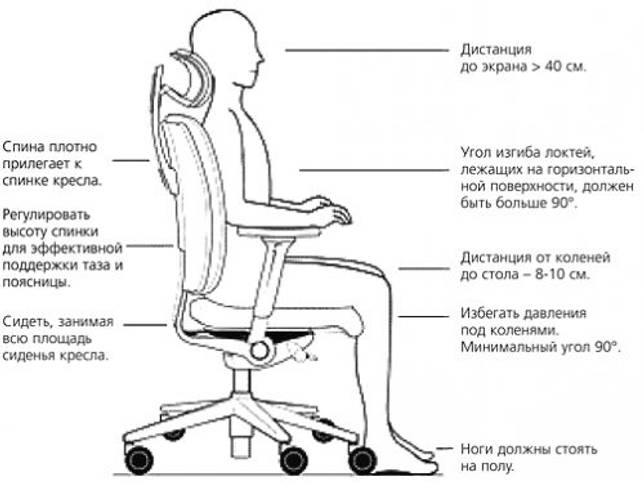 Дистанция
до экрана > 40 см.
Спина плотно
прилегает к
спинке кресла.
Угол изгиба локтей,
лежащих на горизонталь-
ной поверхности, должен
быть больше 90°.
Регулировать
высоту спинки
для эффективной
поддержки таза и
поясницы.
Дистанция от коленей
до стола – 8-10 см.
Сидеть, занимая
всю площадь
сиденья кресла.
Избегать давления
под коленями.
Минимальный угол 90°.
Ноги должны стоять
на полу.